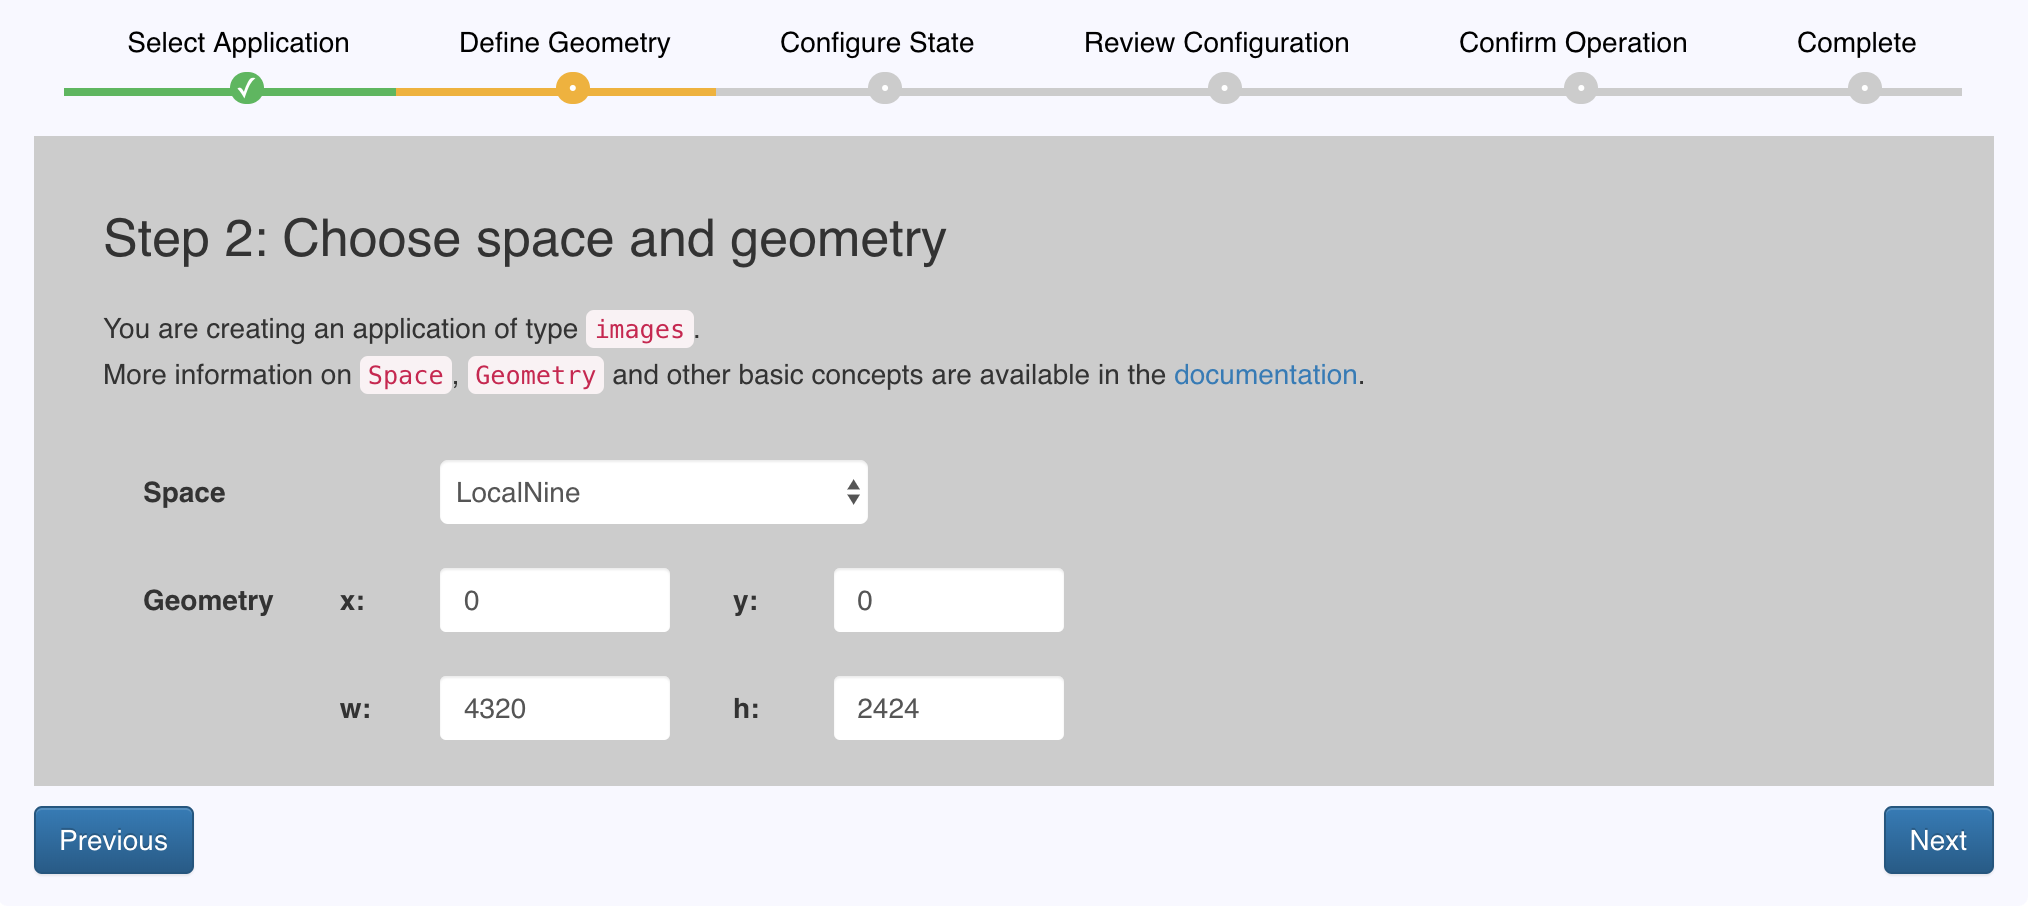 Select Application Define Geometry Configure State Review Configuration Confirm Operation Complete
Step 2: Choose space and geometry
You are creating an application of type images.
More information on Space, Geometry and other basic concepts are available in the documentation.
Space LocalNine
Geometry x: 0 y: 0
w: 4320 h: 2424
Previous Next